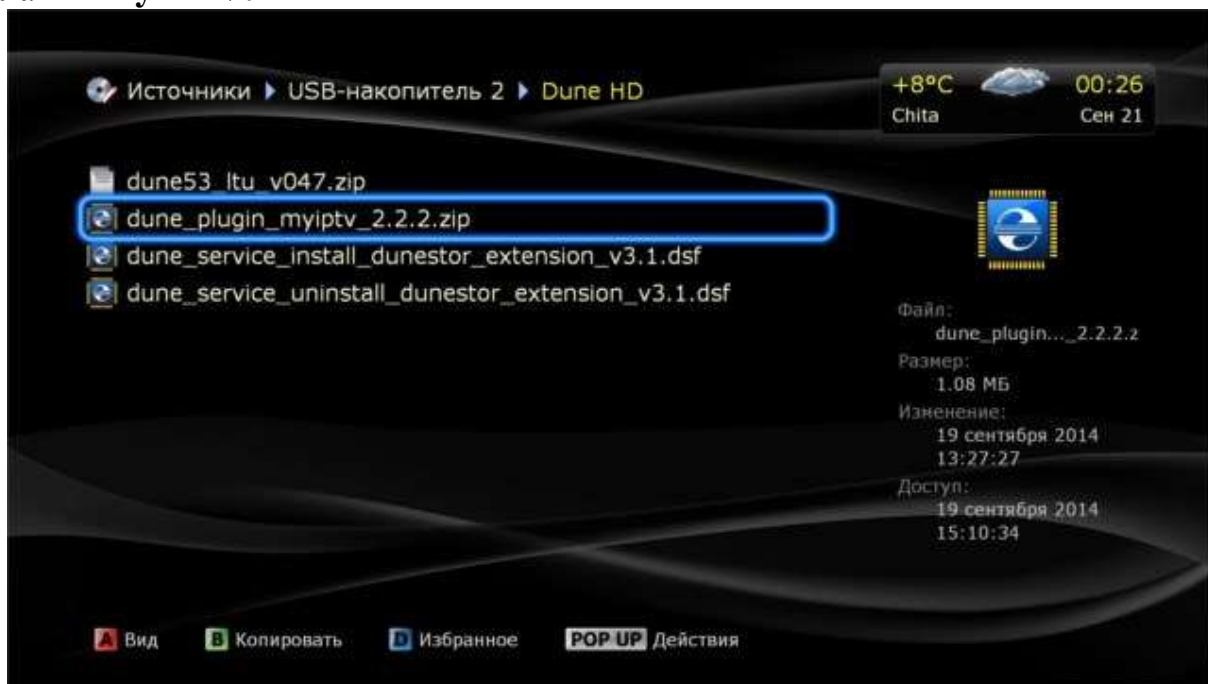 Источники USB-накопитель 2 Dune HD
+8°C 00:26
Chita Сен 21
dune53_ltu_v047.zip
dune_plugin_myiptv_2.2.2.zip
dune_service_install_dunestor_extension_v3.1.dsf
dune_service_uninstall_dunestor_extension_v3.1.dsf
Файл:
dune_plugin..._2.2.2.z
Размер:
1.08 МБ
Изменение:
19 сентября 2014
13:27:27
Доступ:
19 сентября 2014
15:10:34
A Вид B Копировать D Избранное POP UP Действия